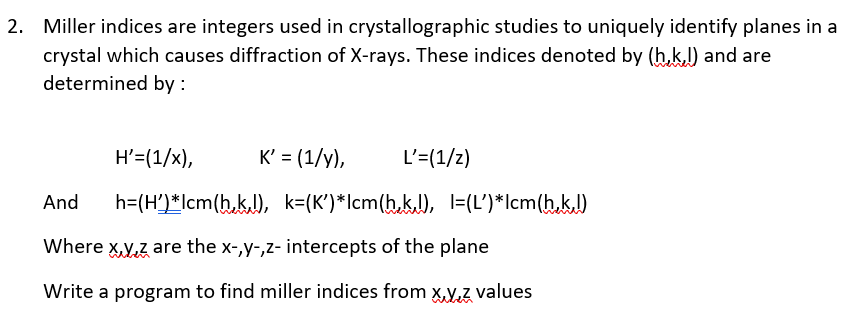 2. Miller indices are integers used in crystallographic studies to uniquely identify planes in a
crystal which causes diffraction of X-rays. These indices denoted by (h,k,l) and are
determined by :
H’=(1/x), K’ = (1/y), L’=(1/z)
And h=(H’)*lcm(h,k,l), k=(K’)*lcm(h,k,l), l=(L’)*lcm(h,k,l)
Where x,y,z are the x-,y-,z- intercepts of the plane
Write a program to find miller indices from x,y,z values